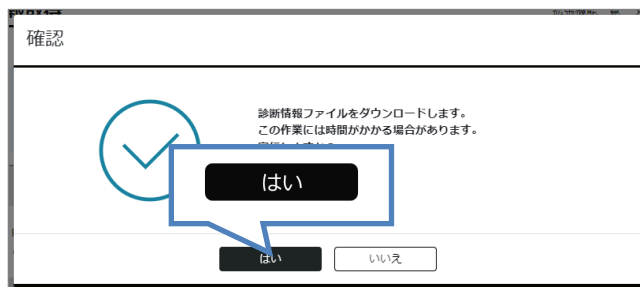 確認
診断情報ファイルをダウンロードします。
この作業には時間がかかる場合があります。
はい
はい
いいえ